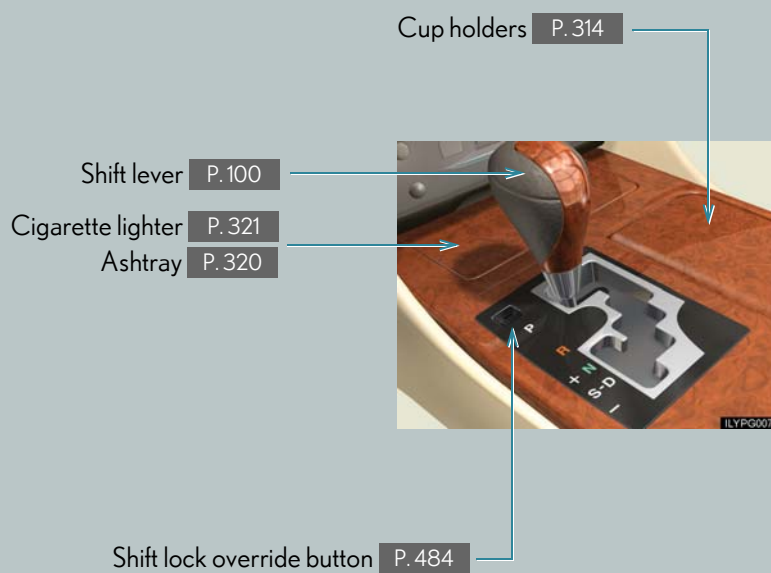 Cup holders P. 314
Shift lever P. 100
Cigarette lighter P. 321
Ashtray P. 320
P
R
N
+
S-D
−
ILYPG007
Shift lock override button P. 484